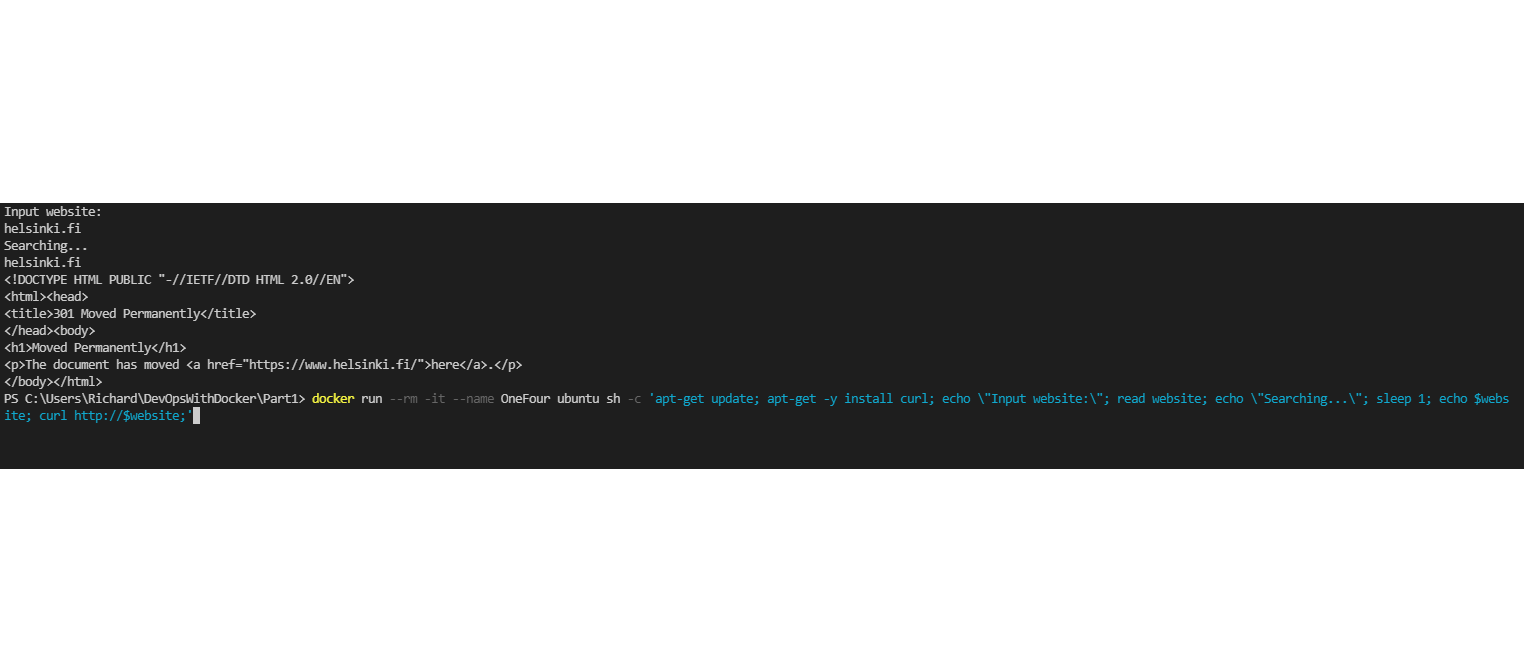 Input website:
helsinki.fi
Searching...
helsinki.fi
<!DOCTYPE HTML PUBLIC "-//IETF//DTD HTML 2.0//EN">
<html><head>
<title>301 Moved Permanently</title>
</head><body>
<h1>Moved Permanently</h1>
<p>The document has moved <a href="https://www.helsinki.fi/">here</a>.</p>
</body></html>
PS C:\Users\Richard\DevOpsWithDocker\Part1> docker run --rm -it --name OneFour ubuntu sh -c 'apt-get update; apt-get -y install curl; echo \"Input website:\"; read website; echo \"Searching...\"; sleep 1; echo $webs
ite; curl http://$website;'